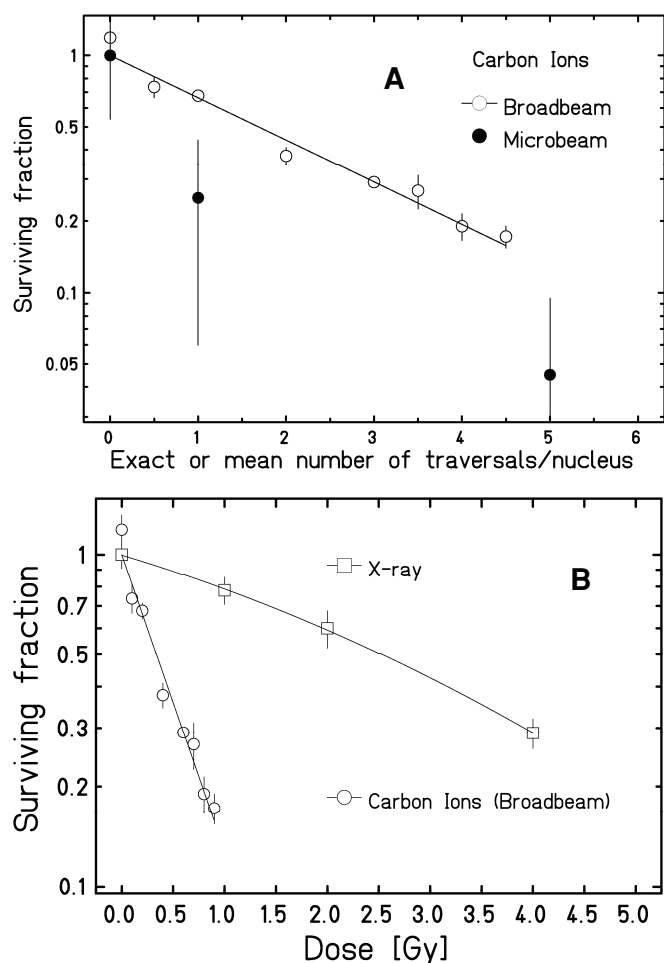 A
Carbon Ions
Broadbeam
Microbeam
Surviving fraction
1
0.5
0.2
0.1
0.05
0 1 2 3 4 5 6
Exact or mean number of traversals/nucleus
B
X-ray
Carbon Ions (Broadbeam)
Surviving fraction
1
0.7
0.5
0.3
0.2
0.1
0.0 0.5 1.0 1.5 2.0 2.5 3.0 3.5 4.0 4.5 5.0
Dose [Gy]